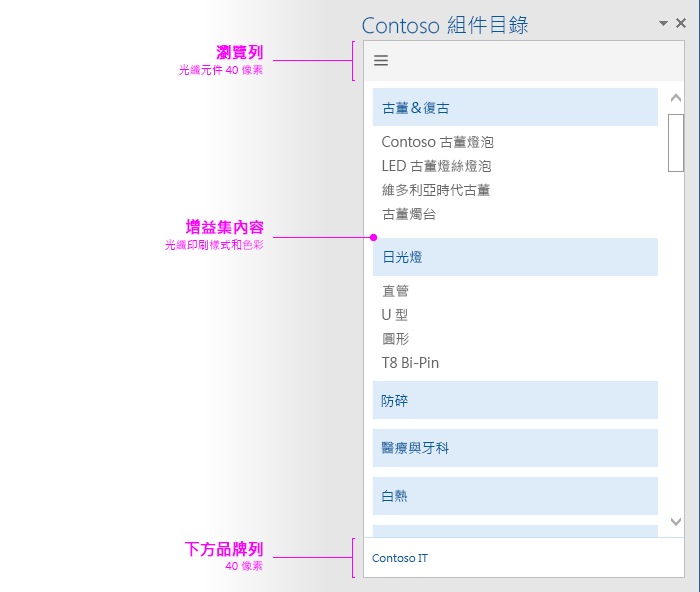 Contoso 組件目錄
瀏覽列
光纖元件 40 像素
古董＆復古
Contoso 古董燈泡
LED 古董燈絲燈泡
維多利亞時代古董
古董燭台
增益集內容
光纖印刷樣式和色彩
日光燈
直管
U 型
圓形
T8 Bi-Pin
防碎
醫療與牙科
白熱
下方品牌列
40 像素
Contoso IT